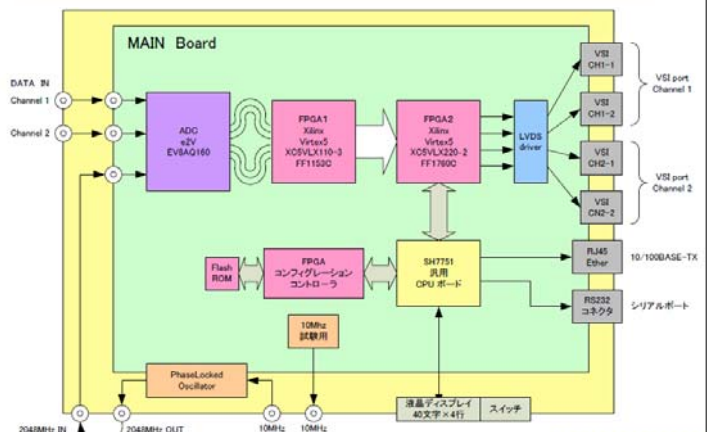 MAIN Board
DATA IN
Channel 1
Channel 2
ADC
e2V
EV8AQ160
FPGA1
Xilinx
Virtex5
XC5VLX110-3
FF1153C
FPGA2
Xilinx
Virtex5
XC5VLX220-2
FF1760C
LVDS
driver
VSI
CH1-1
VSI
CH1-2
VSI port
Channel 1
VSI
CH2-1
VSI
CN2-2
VSI port
Channel 2
Flash
ROM
FPGA
コンフィグレーション
コントローラ
SH7751
汎用
CPU ボード
RJ45
Ether
10/100BASE-TX
RS232
コネクタ
シリアルポート
10Mhz
試験用
PhaseLocked
Oscillator
液晶ディスプレイ
40文字×4行
スイッチ
2048MHz IN
2048MHz OUT
10MHz
10MHz